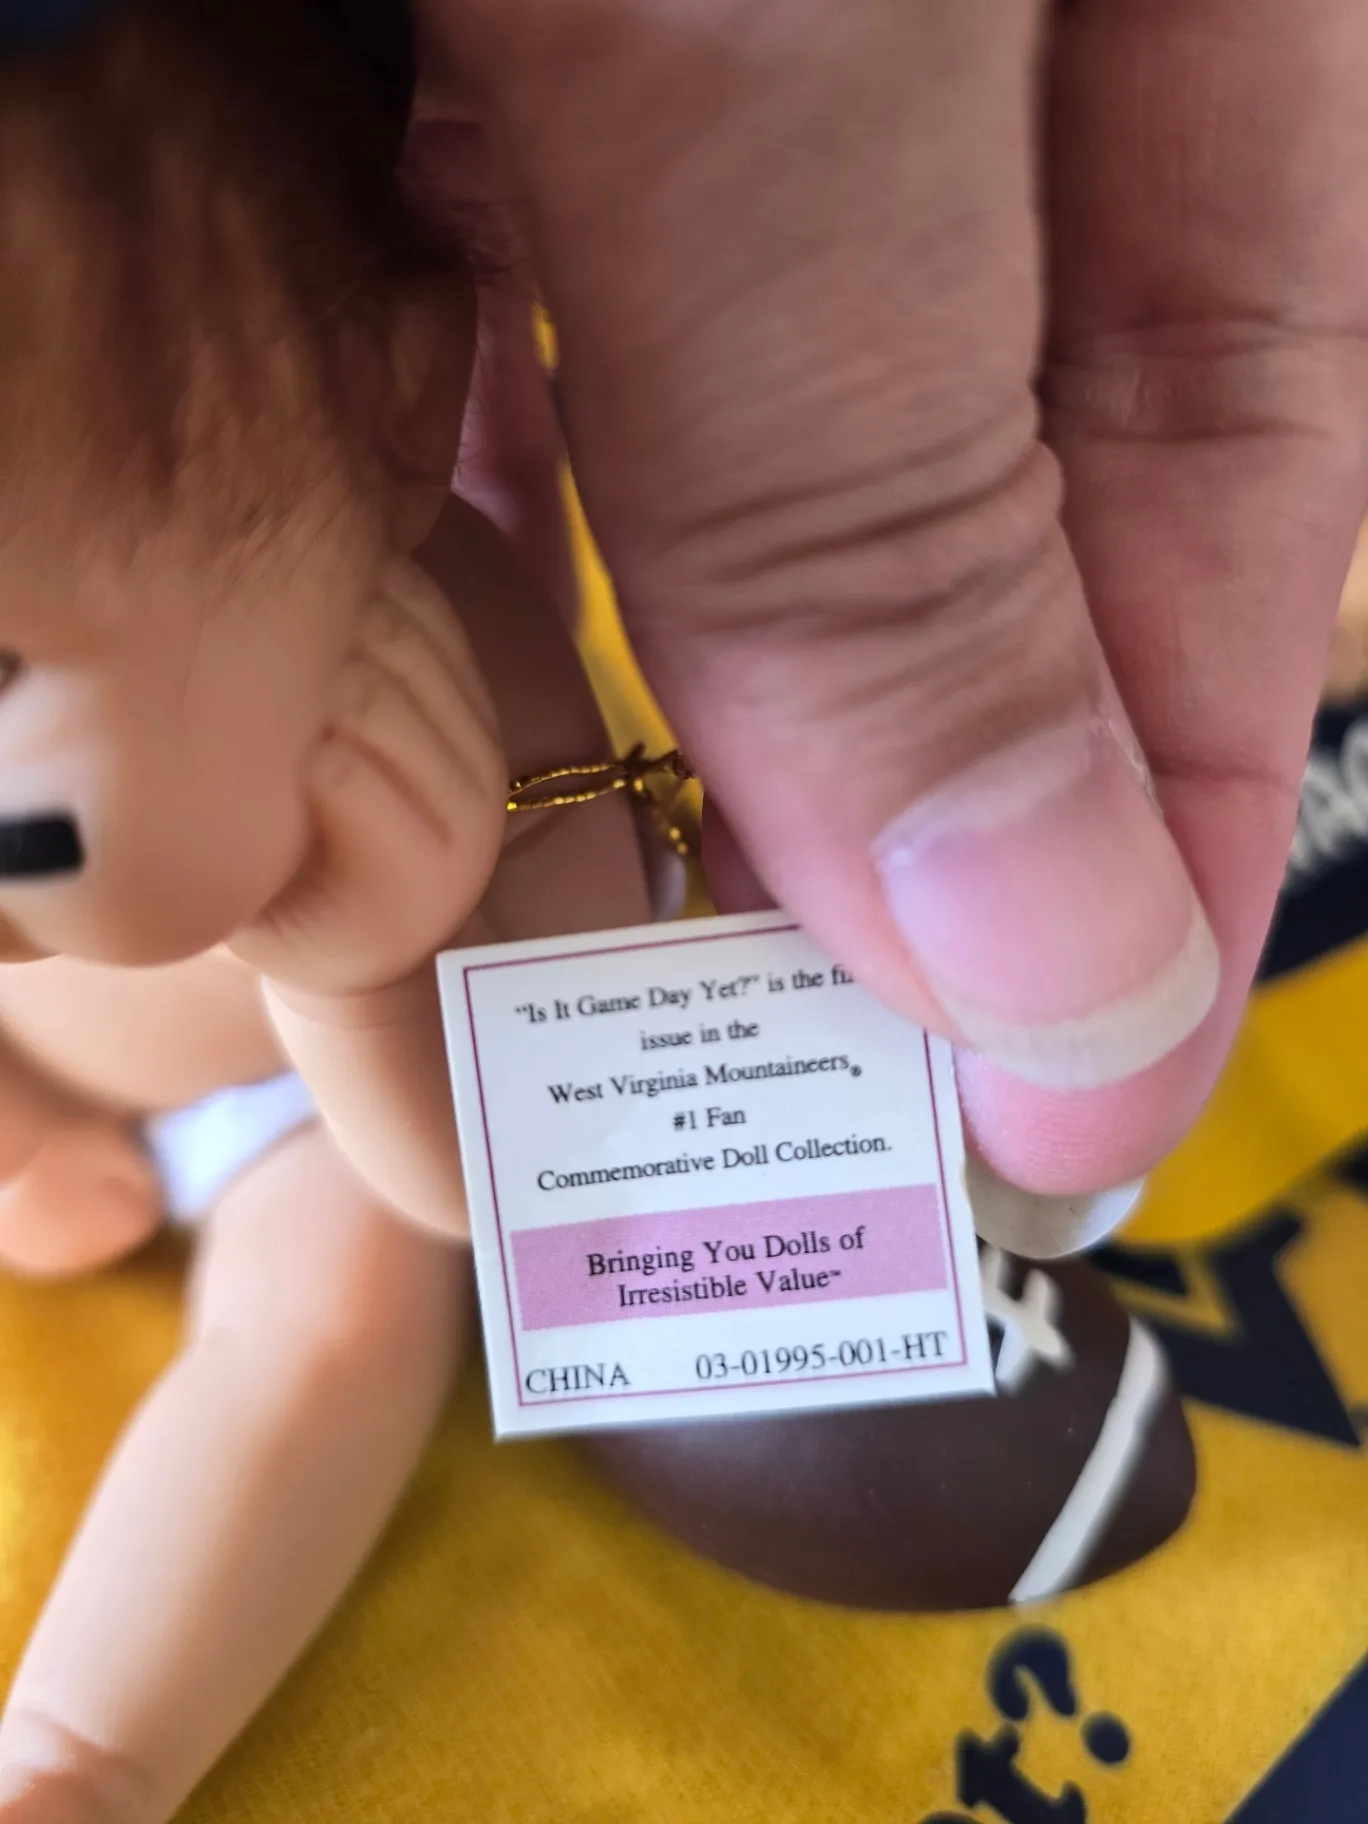 "Is It Game Day Yet?" is the
issue in the
West Virginia Mountaineers®
#1 Fan
Commemorative Doll Collection.
Bringing You Dolls of
Irresistible Value℠
CHINA 03-01995-001-HT